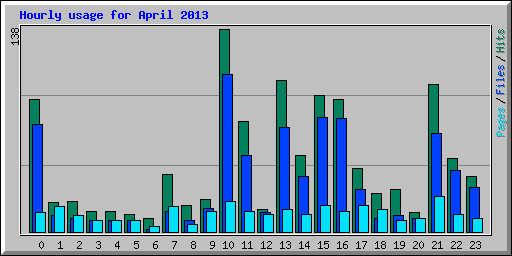 Hourly usage for April 2013
138
Pages/Files/Hits
0 1 2 3 4 5 6 7 8 9 10 11 12 13 14 15 16 17 18 19 20 21 22 23